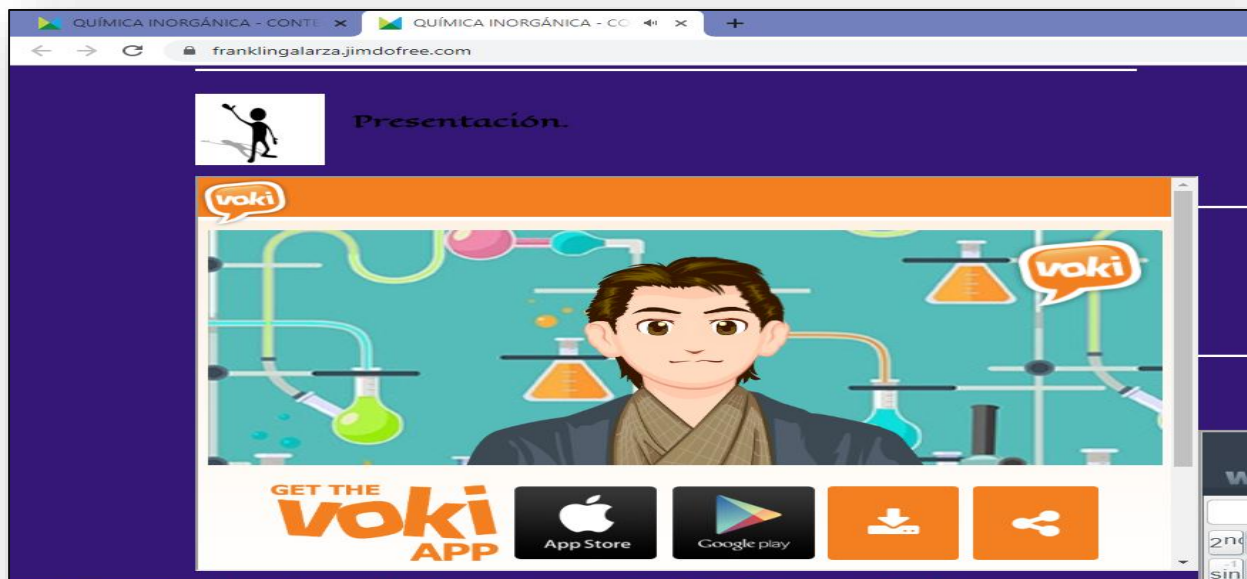 QUÍMICA INORGÁNICA - CONTE
QUÍMICA INORGÁNICA - CO
franklingalarza.jimdofree.com
Presentación.
voki
voki
GET THE
voki
APP
App Store
Google play
2nd
sin